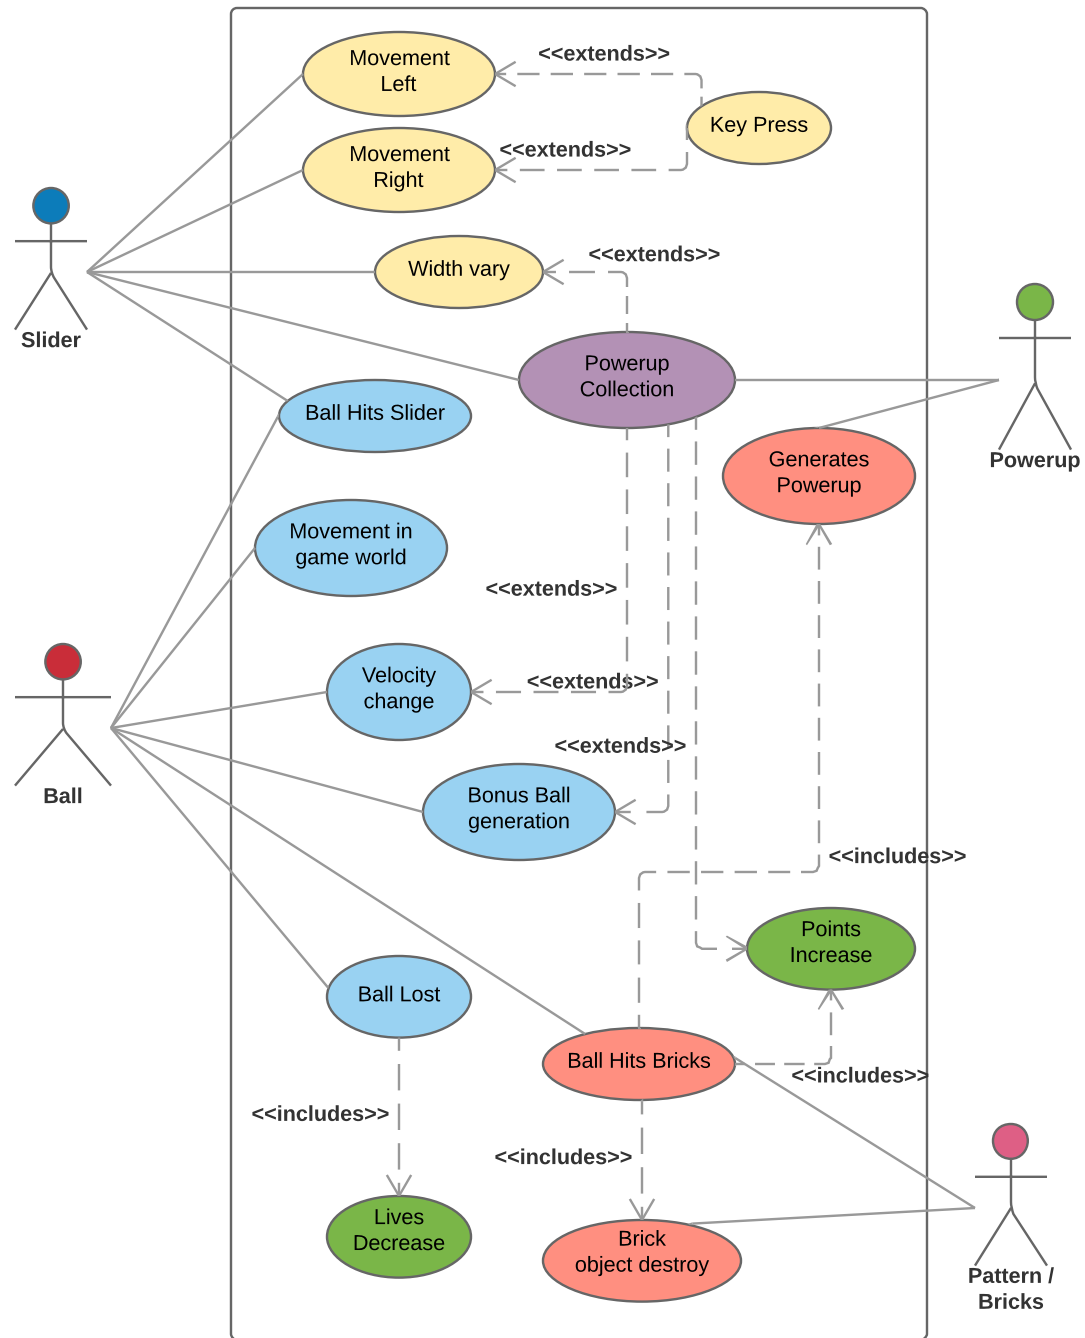 <<extends>>
Movement
Left
Key Press
<<extends>>
Movement
Right
<<extends>>
Width vary
Slider
Powerup
Collection
Ball Hits Slider
Generates
Powerup
Powerup
Movement in
game world
<<extends>>
Velocity
change
<<extends>>
<<extends>>
Bonus Ball
generation
Ball
<<includes>>
Points
Increase
Ball Lost
Ball Hits Bricks
<<includes>>
<<includes>>
<<includes>>
Lives
Decrease
Brick
object destroy
Pattern /
Bricks